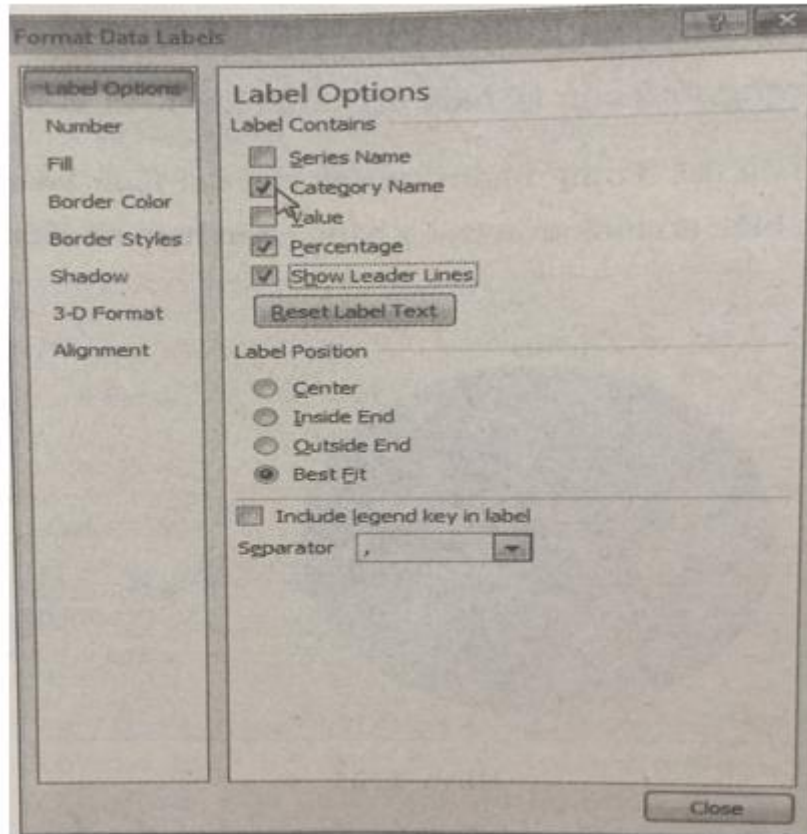 Format Data Labels
Label Options
Number
Fill
Border Color
Border Styles
Shadow
3-D Format
Alignment
Label Options
Label Contains
Series Name
Category Name
Value
Percentage
Show Leader Lines
Reset Label Text
Label Position
Center
Inside End
Outside End
Best Fit
Include legend key in label
Separator ,
Close